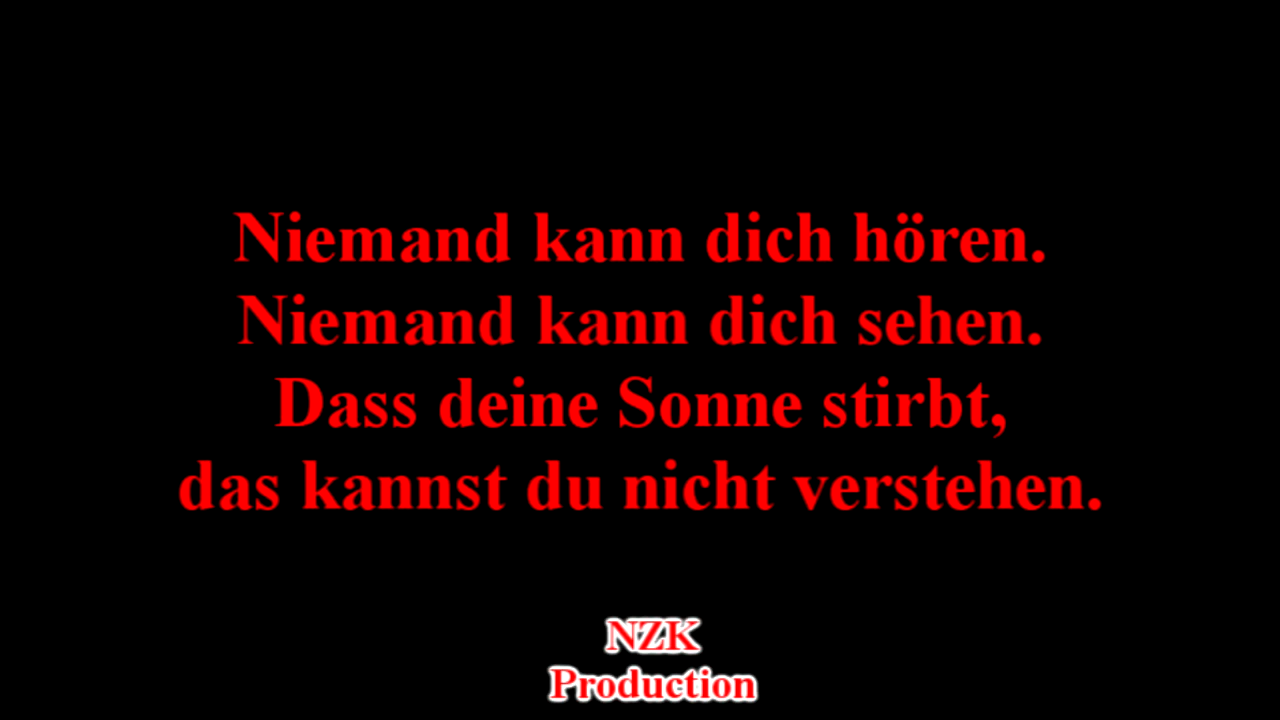 Niemand kann dich hören.
Niemand kann dich sehen.
Dass deine Sonne stirbt,
das kannst du nicht verstehen.
NZK
Production